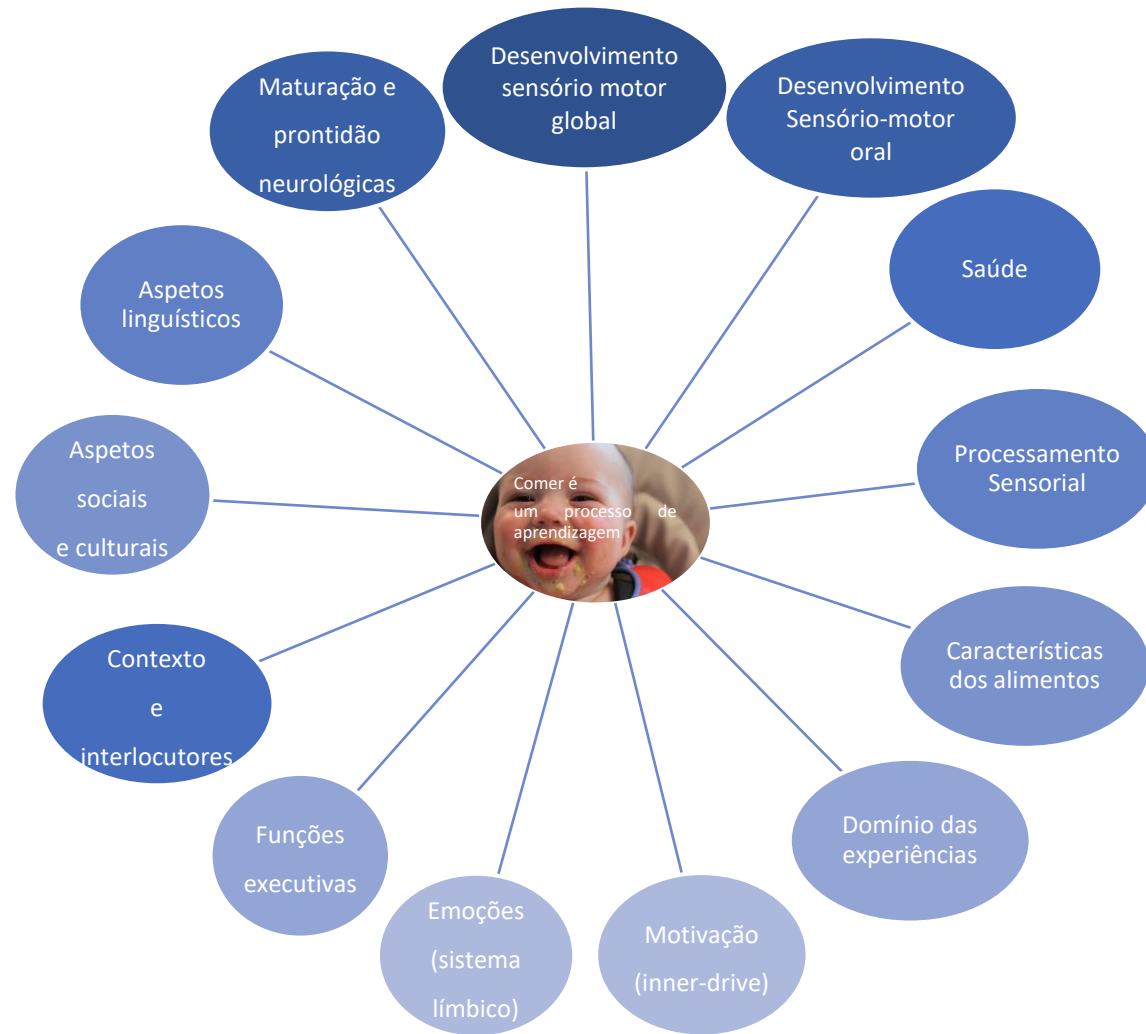 Desenvolvimento
sensório motor
global
Desenvolvimento
Sensório-motor
oral
Saúde
Processamento
Sensorial
Características
dos alimentos
Domínio das
experiências
Motivação
(inner-drive)
Emoções
(sistema
límbico)
Funções
executivas
Contexto
e
interlocutores
Aspetos
sociais
e culturais
Aspetos
linguísticos
Maturação e
prontidão
neurológicas
Comer é
um processo de
aprendizagem